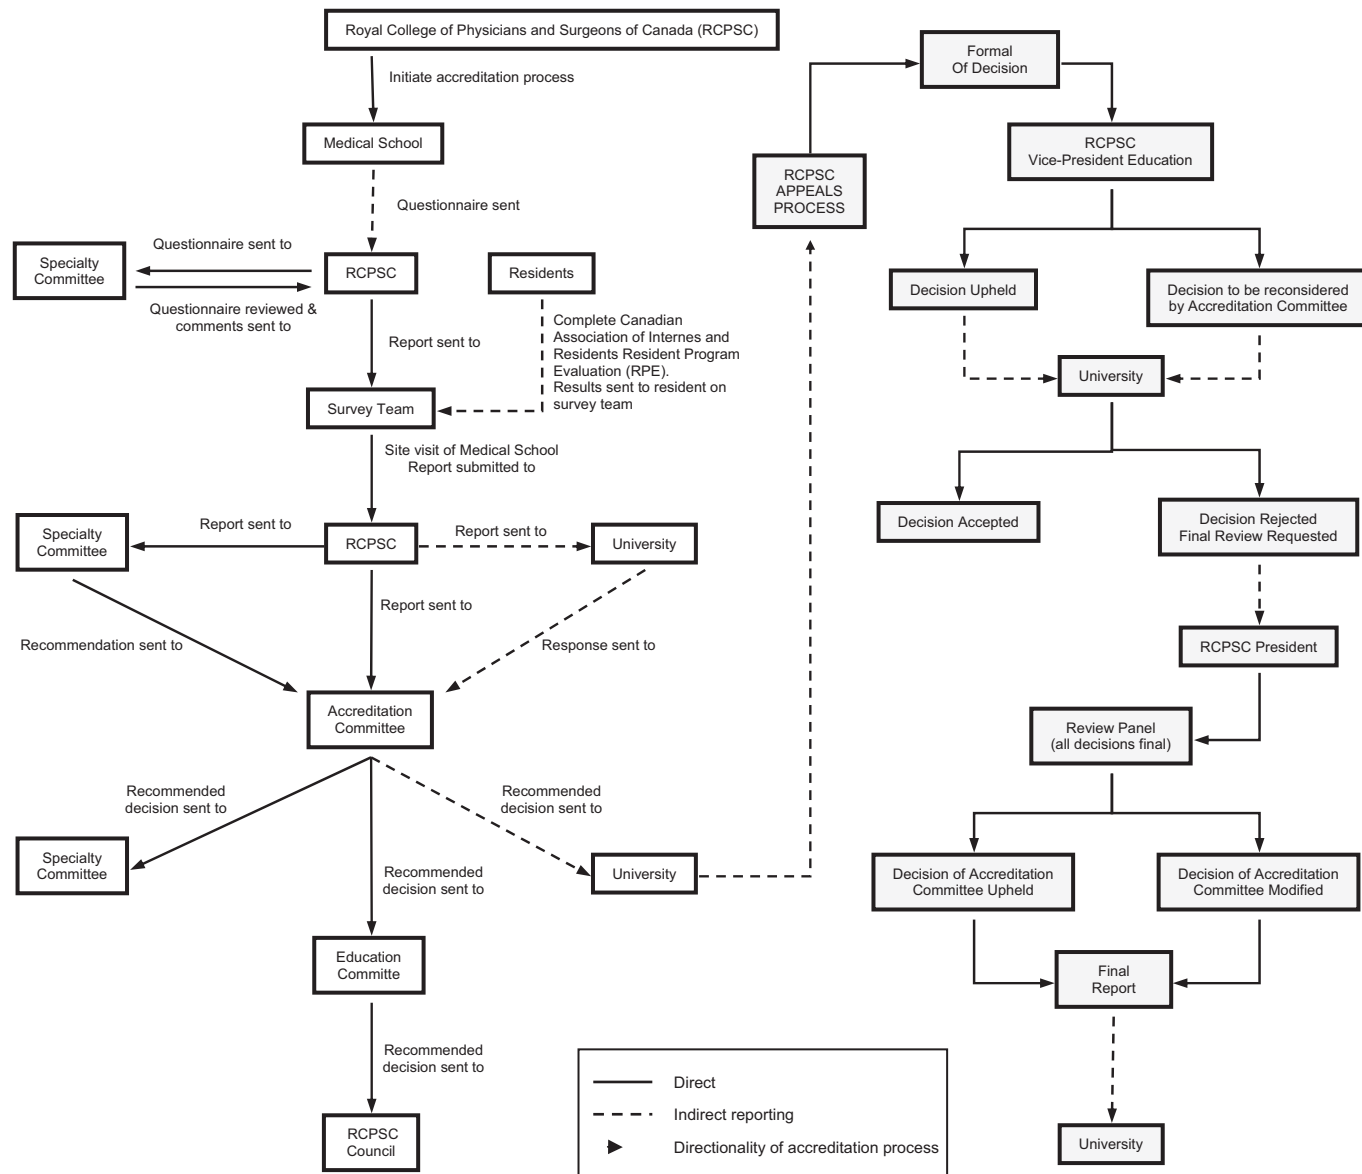 Royal College of Physicians and Surgeons of Canada (RCPSC)
Initiate accreditation process
Medical School
Questionnaire sent
Questionnaire sent to
Specialty
Committee
RCPSC
Residents
Questionnaire reviewed &
comments sent to
Complete Canadian
Association of Internes and
Residents Resident Program
Evaluation (RPE).
Results sent to resident on
survey team
Report sent to
Survey Team
Site visit of Medical School
Report submitted to
Specialty
Committee
Report sent to
RCPSC
Report sent to
University
Report sent to
Recommendation sent to
Response sent to
Accreditation
Committee
Recommended
decision sent to
Recommended
decision sent to
Specialty
Committee
Recommended
decision sent to
University
Education
Committe
Recommended
decision sent to
RCPSC
Council
RCPSC
APPEALS
PROCESS
Formal
Of Decision
RCPSC
Vice-President Education
Decision Upheld
Decision to be reconsidered
by Accreditation Committee
University
Decision Accepted
Decision Rejected
Final Review Requested
RCPSC President
Review Panel
(all decisions final)
Decision of Accreditation
Committee Upheld
Decision of Accreditation
Committee Modified
Final
Report
University
Direct
Indirect reporting
Directionality of accreditation process